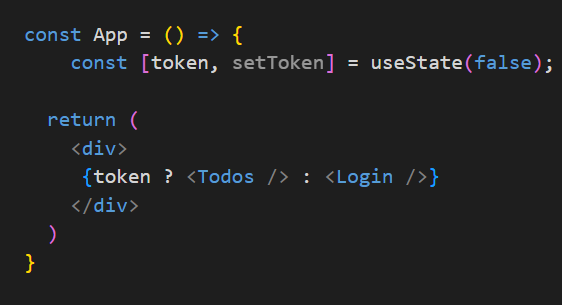 const App = () => {
const [token, setToken] = useState(false);
return (
<div>
{token ? <Todos /> : <Login />}
</div>
)
}